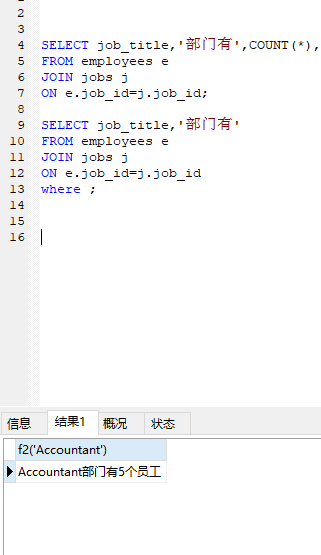 2
3
4 SELECT job_title,'部门有',COUNT(*),
5 FROM employees e
6 JOIN jobs j
7 ON e.job_id=j.job_id;
8
9 SELECT job_title,'部门有'
10 FROM employees e
11 JOIN jobs j
12 ON e.job_id=j.job_id
13 where ;
14
15
16
信息 结果1 概况 状态
f2('Accountant')
Accountant部门有5个员工